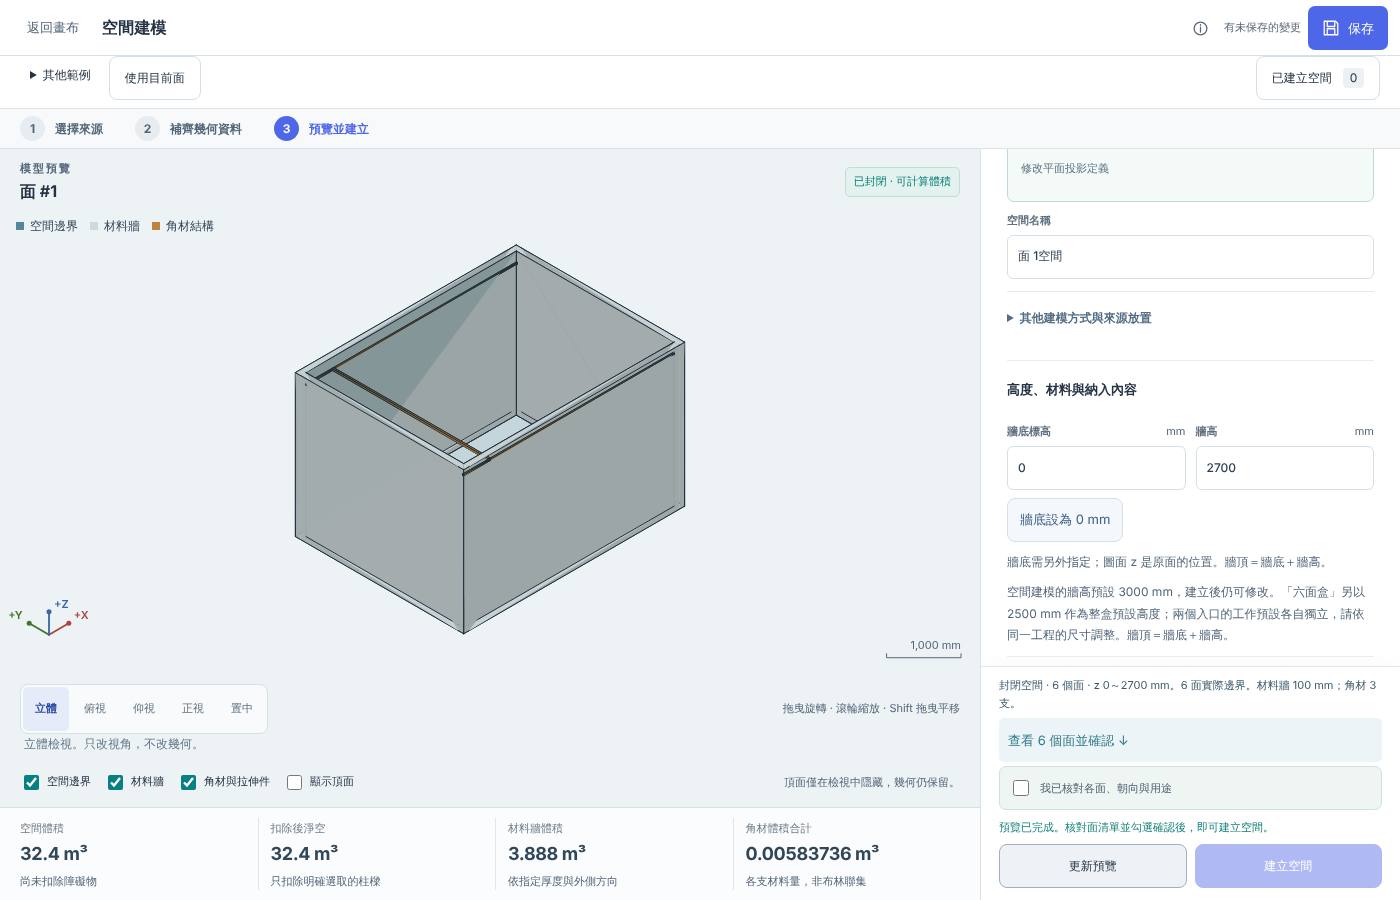 返回畫布
空間建模
有未保存的變更
保存
其他範例
使用目前面
已建立空間 0
1 選擇來源
2 補齊幾何資料
3 預覽並建立
模型預覽
面 #1
已封閉 · 可計算體積
空間邊界 材料牆 角材結構
+Y
+Z
+X
1,000 mm
立體 俯視 仰視 正視 置中
拖曳旋轉 · 滾輪縮放 · Shift 拖曳平移
立體檢視。只改視角，不改幾何。
空間邊界 材料牆 角材與拉伸件 顯示頂面
頂面僅在檢視中隱藏，幾何仍保留。
空間體積
32.4 m³
尚未扣除障礙物
扣除後淨空
32.4 m³
只扣除明確選取的柱樑
材料牆體積
3.888 m³
依指定厚度與外側方向
角材體積合計
0.00583736 m³
各支材料量，非布林聯集
修改平面投影定義
空間名稱
面 1空間
其他建模方式與來源放置
高度、材料與納入內容
牆底標高 mm
牆高 mm
0
2700
牆底設為 0 mm
牆底需另外指定；圖面 z 是原面的位置。牆頂＝牆底＋牆高。
空間建模的牆高預設 3000 mm，建立後仍可修改。「六面盒」另以
2500 mm 作為整盒預設高度；兩個入口的工作預設各自獨立，請依
同一工程的尺寸調整。牆頂＝牆底＋牆高。
封閉空間 · 6 個面 · z 0～2700 mm。6 面實際邊界。材料牆 100 mm；角材 3
支。
查看 6 個面並確認 ↓
我已核對各面、朝向與用途
預覽已完成。核對面清單並勾選確認後，即可建立空間。
更新預覽
建立空間